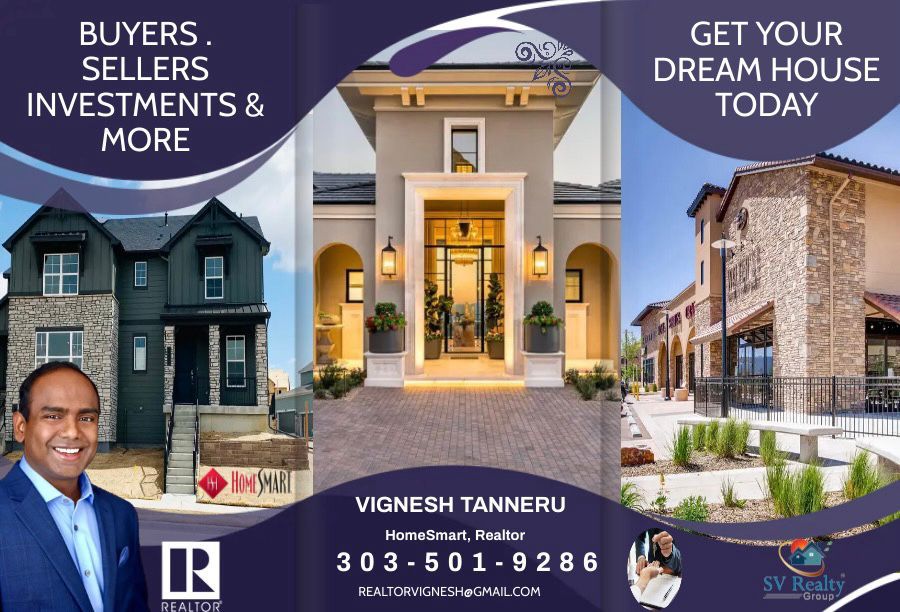 BUYERS .
SELLERS
INVESTMENTS &
MORE
GET YOUR
DREAM HOUSE
TODAY
HOMESMART
VIGNESH TANNERU
HomeSmart, Realtor
303-501-9286
REALTORVIGNESH@GMAIL.COM
R
REALTOR®
SV Realty
Group